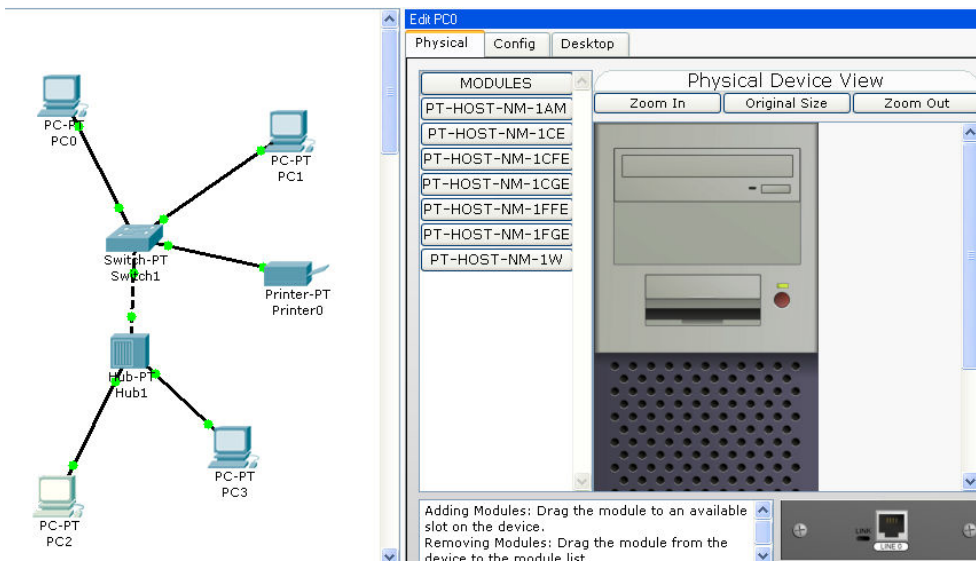 PC-PT
PC0
PC-PT
PC1
Switch-PT
Switch1
Printer-PT
Printer0
Hub-PT
Hub1
PC-PT
PC3
PC-PT
PC2
Edit PC0
Physical
Config
Desktop
MODULES
PT-HOST-NM-1AM
PT-HOST-NM-1CE
PT-HOST-NM-1CFE
PT-HOST-NM-1CGE
PT-HOST-NM-1FFE
PT-HOST-NM-1FGE
PT-HOST-NM-1W
Physical Device View
Zoom In
Original Size
Zoom Out
Adding Modules: Drag the module to an available
slot on the device.
Removing Modules: Drag the module from the
device to the module list
LINK
LINE 0